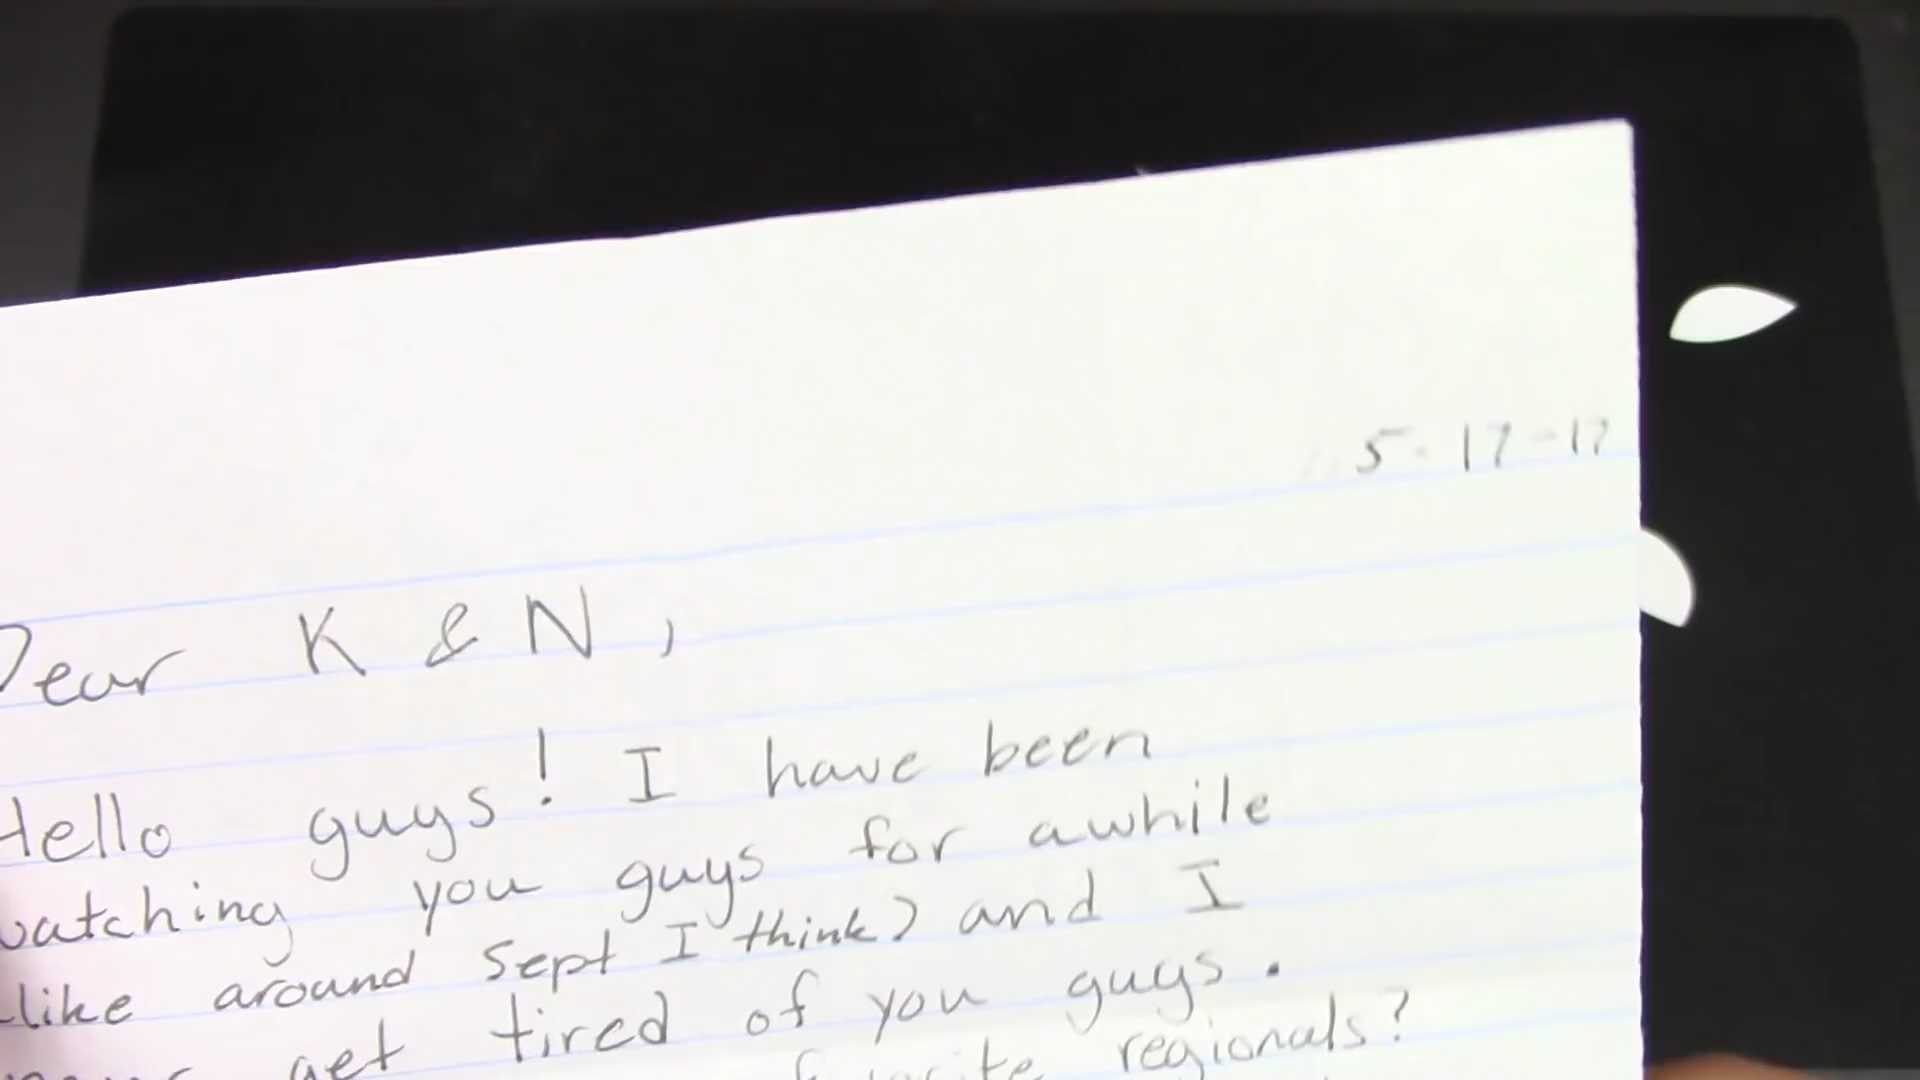 5-17-17
Dear K & N,
Hello guys! I have been
watching you guys for awhile
like around sept I think) and I
get tired of you guys.
regionals?